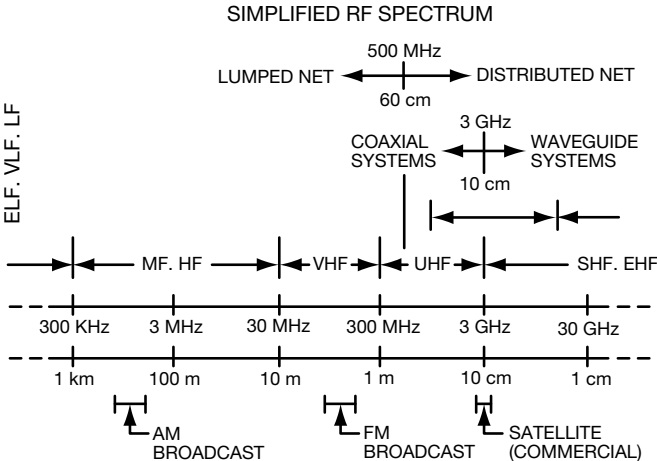 SIMPLIFIED RF SPECTRUM
500 MHz
LUMPED NET
DISTRIBUTED NET
60 cm
3 GHz
COAXIAL
SYSTEMS
WAVEGUIDE
SYSTEMS
10 cm
ELF. VLF. LF
MF. HF
VHF
UHF
SHF. EHF
300 KHz
3 MHz
30 MHz
300 MHz
3 GHz
30 GHz
1 km
100 m
10 m
1 m
10 cm
1 cm
AM
BROADCAST
FM
BROADCAST
SATELLITE
(COMMERCIAL)